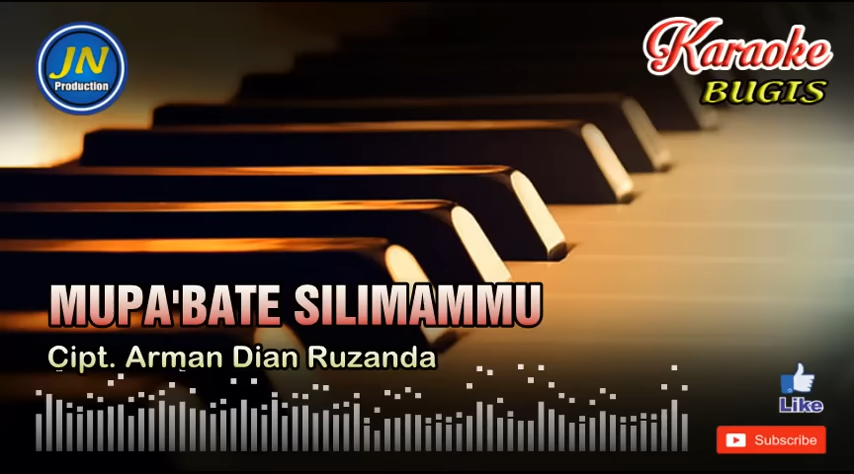 JN
Production
Karaoke
BUGIS
MUPA'BATE SILIMAMMU
Cipt. Arman Dian Ruzanda
Like
Subscribe